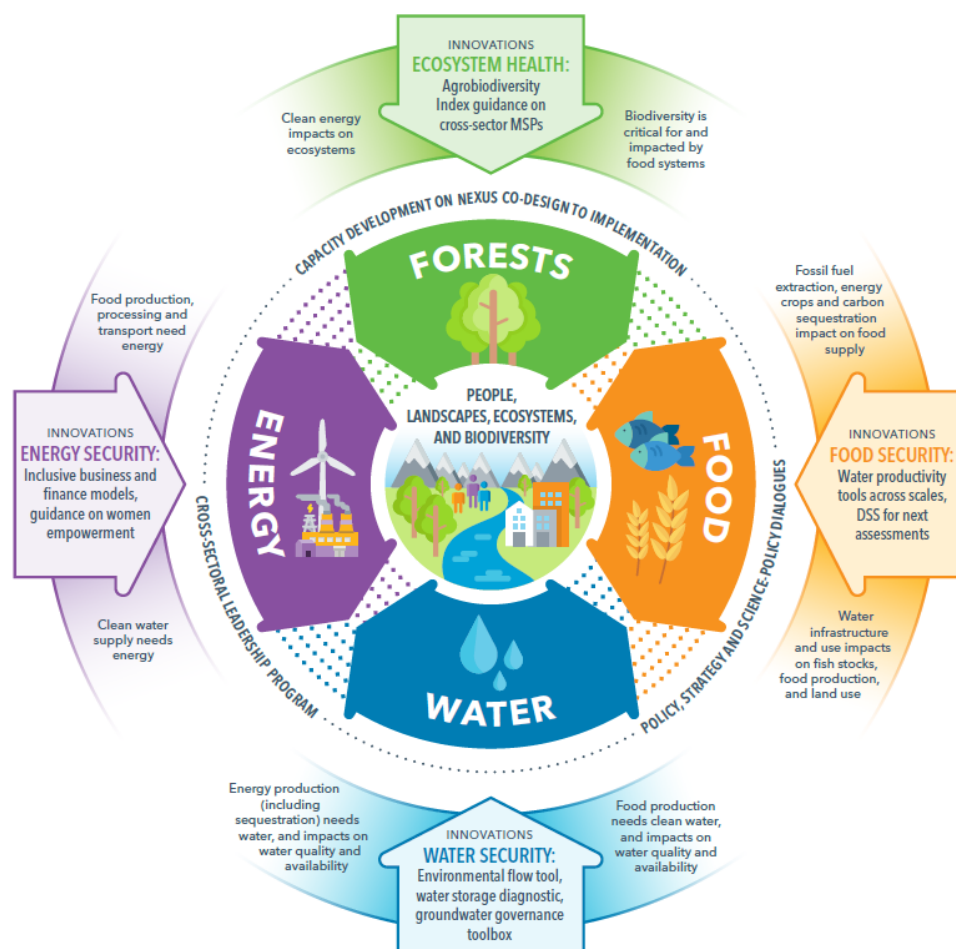 INNOVATIONS
ECOSYSTEM HEALTH:
Agrobiodiversity
Index guidance on
cross-sector MSPs
Clean energy
impacts on
ecosystems
Biodiversity is
critical for and
impacted by
food systems
CAPACITY DEVELOPMENT ON NEXUS CO-DESIGN TO IMPLEMENTATION
FORESTS
Food production,
processing and
transport need
energy
Fossil fuel
extraction, energy
crops and carbon
sequestration
impact on food
supply
INNOVATIONS
ENERGY SECURITY:
Inclusive business and
finance models,
guidance on women
empowerment
ENERGY
PEOPLE,
LANDSCAPES, ECOSYSTEMS,
AND BIODIVERSITY
FOOD
INNOVATIONS
FOOD SECURITY:
Water productivity
tools across scales,
DSS for next
assessments
Clean water
supply needs
energy
CROSS-SECTORAL LEADERSHIP PROGRAM
POLICY, STRATEGY AND SCIENCE-POLICY DIALOGUES
Water
infrastructure
and use impacts
on fish stocks,
food production,
and land use
WATER
Energy production
(including
sequestration) needs
water, and impacts on
water quality and
availability
INNOVATIONS
WATER SECURITY:
Environmental flow tool,
water storage diagnostic,
groundwater governance
toolbox
Food production
needs clean water,
and impacts on
water quality and
availability